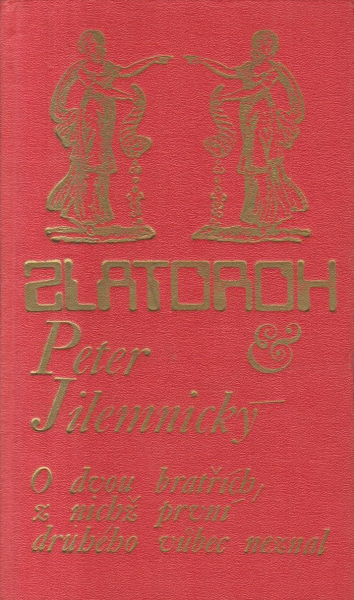 ZLATOROH
&
Peter
Jilemnický
O dvou bratřích,
z nichž první
druhého vůbec neznal